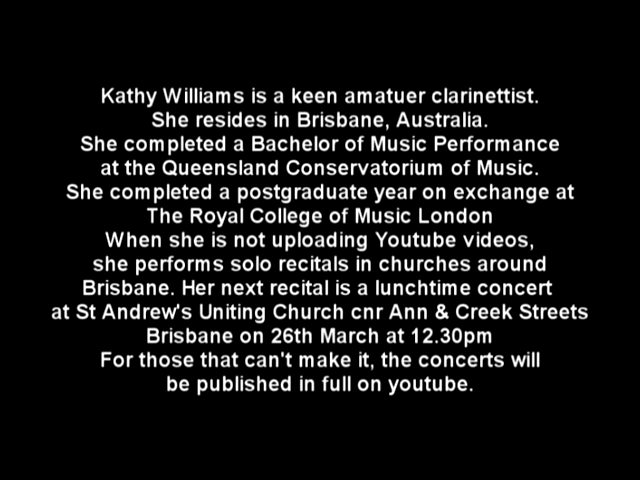 Kathy Williams is a keen amatuer clarinettist.
She resides in Brisbane, Australia.
She completed a Bachelor of Music Performance
at the Queensland Conservatorium of Music.
She completed a postgraduate year on exchange at
The Royal College of Music London
When she is not uploading Youtube videos,
she performs solo recitals in churches around
Brisbane. Her next recital is a lunchtime concert
at St Andrew's Uniting Church cnr Ann & Creek Streets
Brisbane on 26th March at 12.30pm
For those that can't make it, the concerts will
be published in full on youtube.